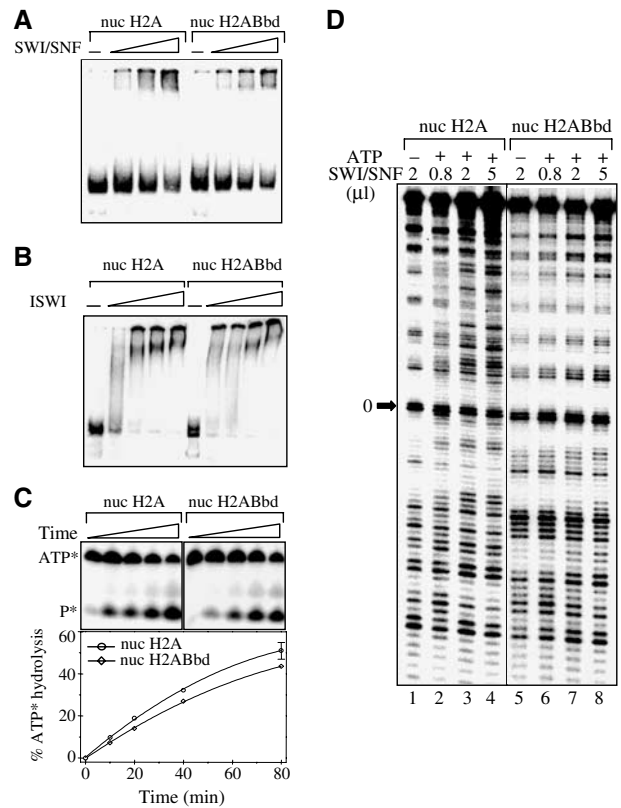 A
nuc H2A nuc H2ABbd
SWI/SNF — —
B
nuc H2A nuc H2ABbd
ISWI — —
C
nuc H2A nuc H2ABbd
Time
ATP*
P*
60
40
20
0
% ATP* hydrolysis
nuc H2A
nuc H2ABbd
0 20 40 60 80
Time (min)
D
nuc H2A nuc H2ABbd
ATP − + + + − + + +
SWI/SNF 2 0.8 2 5 2 0.8 2 5
(μl)
0
1 2 3 4 5 6 7 8